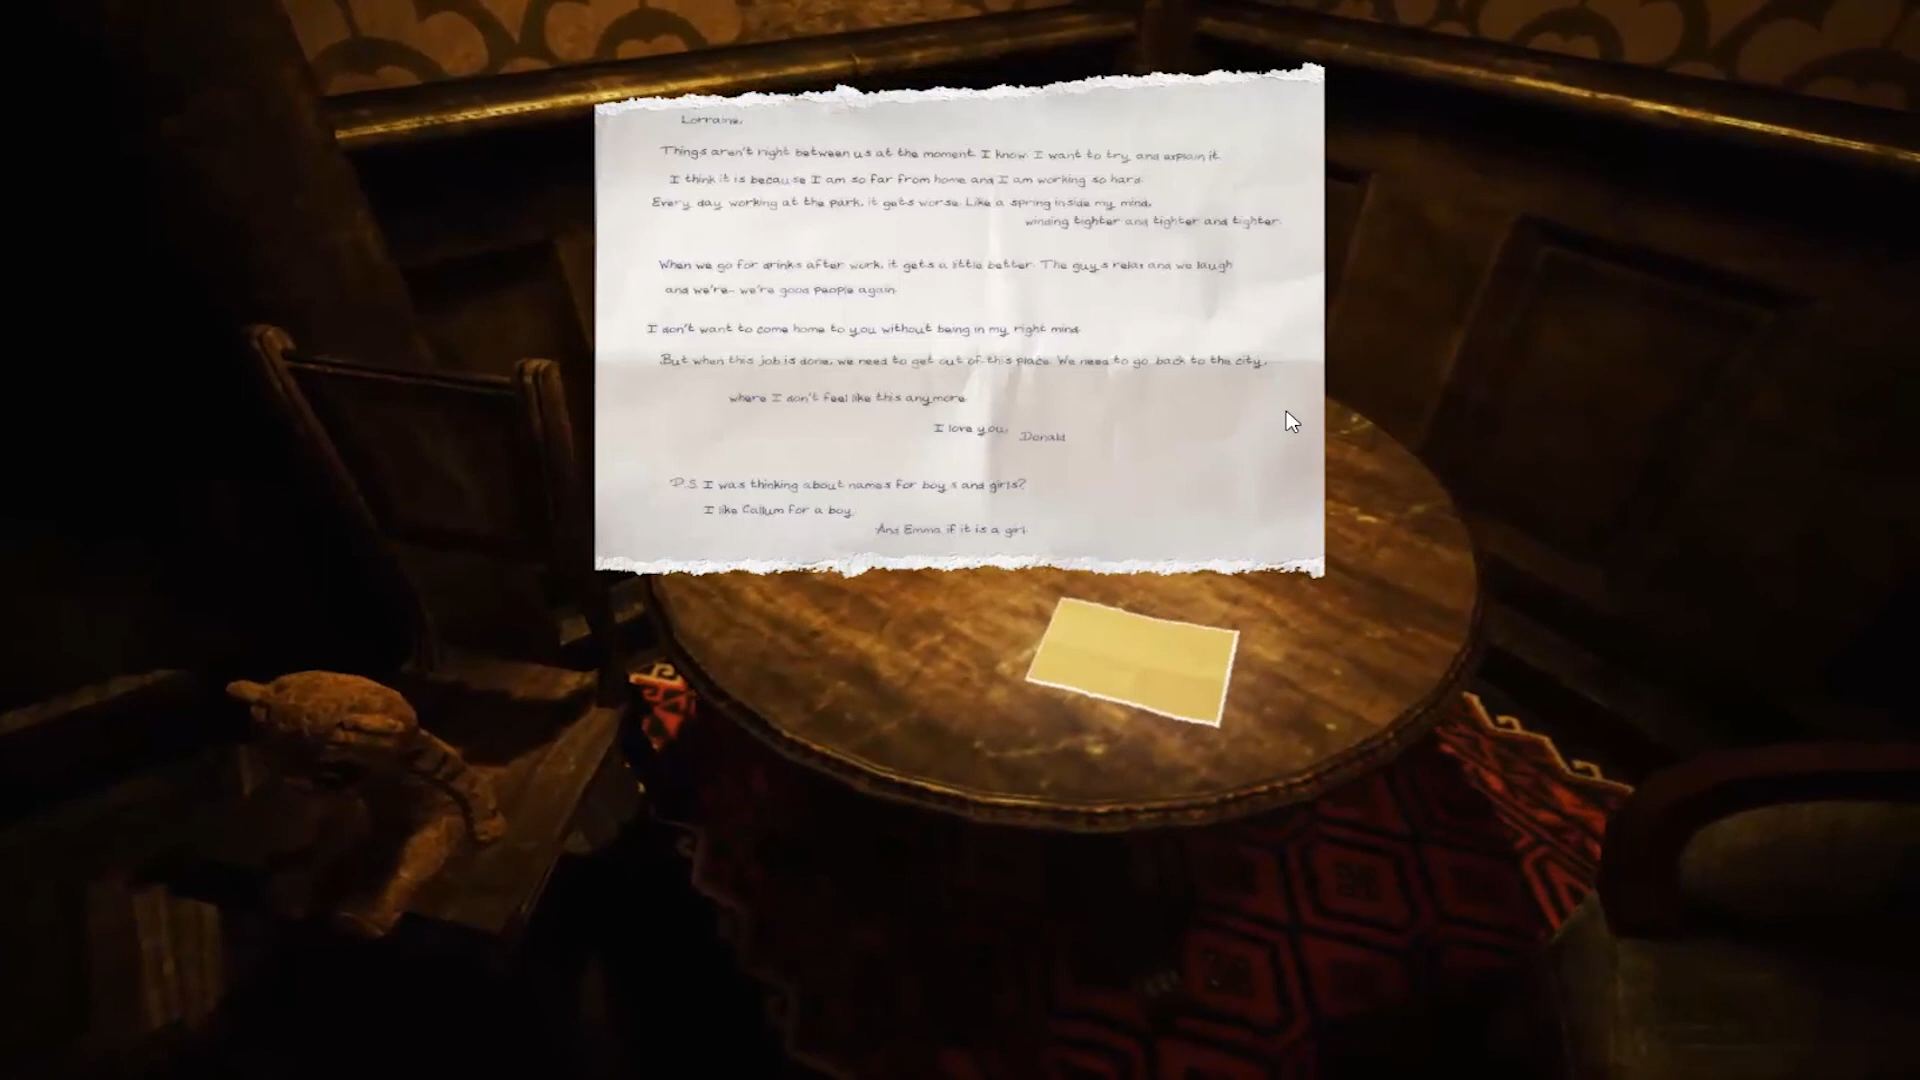 Lorraine,
Things aren't right between us at the moment I know. I want to try and explain it.
I think it is because I am so far from home and I am working so hard.
Every day working at the park, it gets worse. Like a spring inside my mind,
winding tighter and tighter and tighter.
When we go for drinks after work, it gets a little better. The guys relax and we laugh
and we're- we're good people again.
I don't want to come home to you without being in my right mind.
But when this job is done, we need to get out of this place. We need to go back to the city,
where I don't feel like this anymore.
I love you, Donald
P.S. I was thinking about names for boys and girls?
I like Callum for a boy.
And Emma if it is a girl.